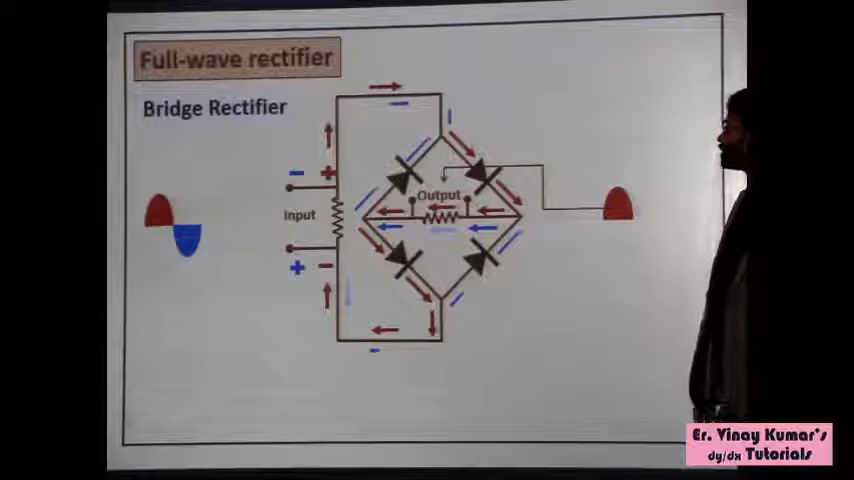 Full-wave rectifier
Bridge Rectifier
Output
Input
Er. Vinay Kumar's
dy/dx Tutorials